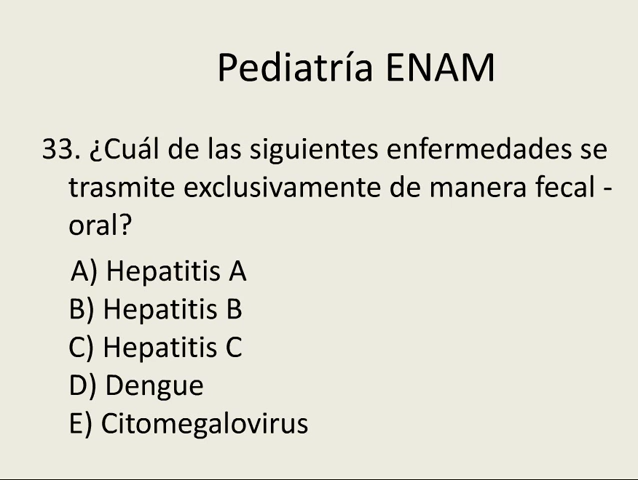 Pediatría ENAM
33. ¿Cuál de las siguientes enfermedades se
trasmite exclusivamente de manera fecal -
oral?
A) Hepatitis A
B) Hepatitis B
C) Hepatitis C
D) Dengue
E) Citomegalovirus